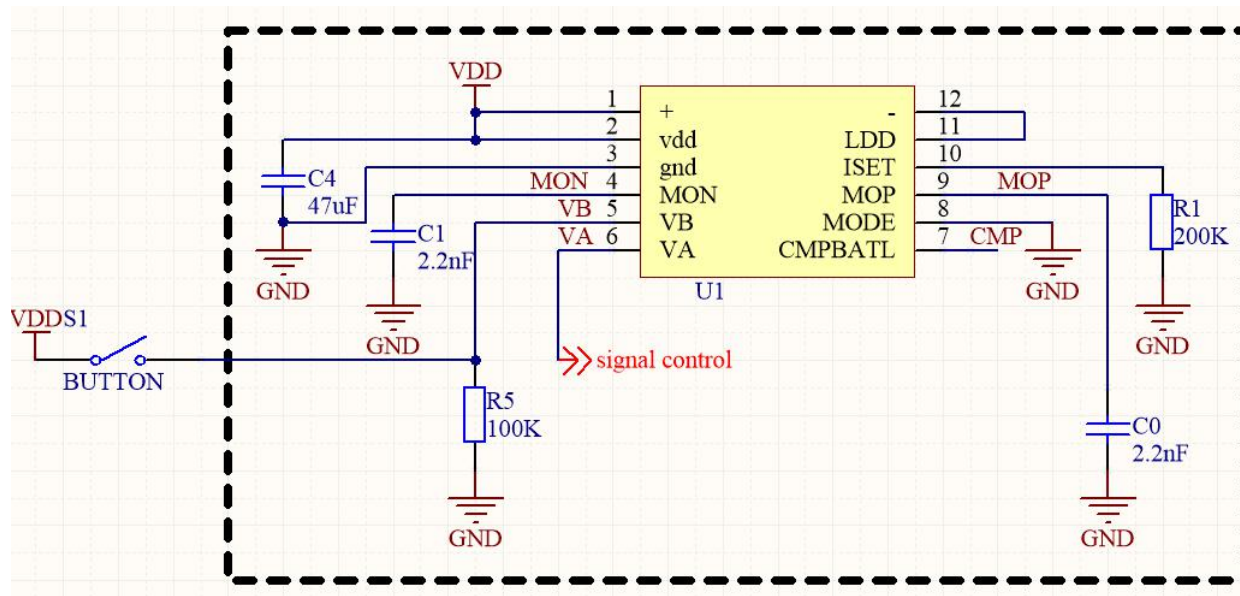 VDD
1
+
-
12
2
vdd
LDD
11
3
gnd
ISET
10
MON
4
MON
MOP
9
MOP
VB
5
VB
MODE
8
VA
6
VA
CMPBATL
7
CMP
U1
C4
47uF
GND
C1
2.2nF
GND
GND
R1
200K
GND
VDD
S1
BUTTON
signal control
R5
100K
GND
C0
2.2nF
GND